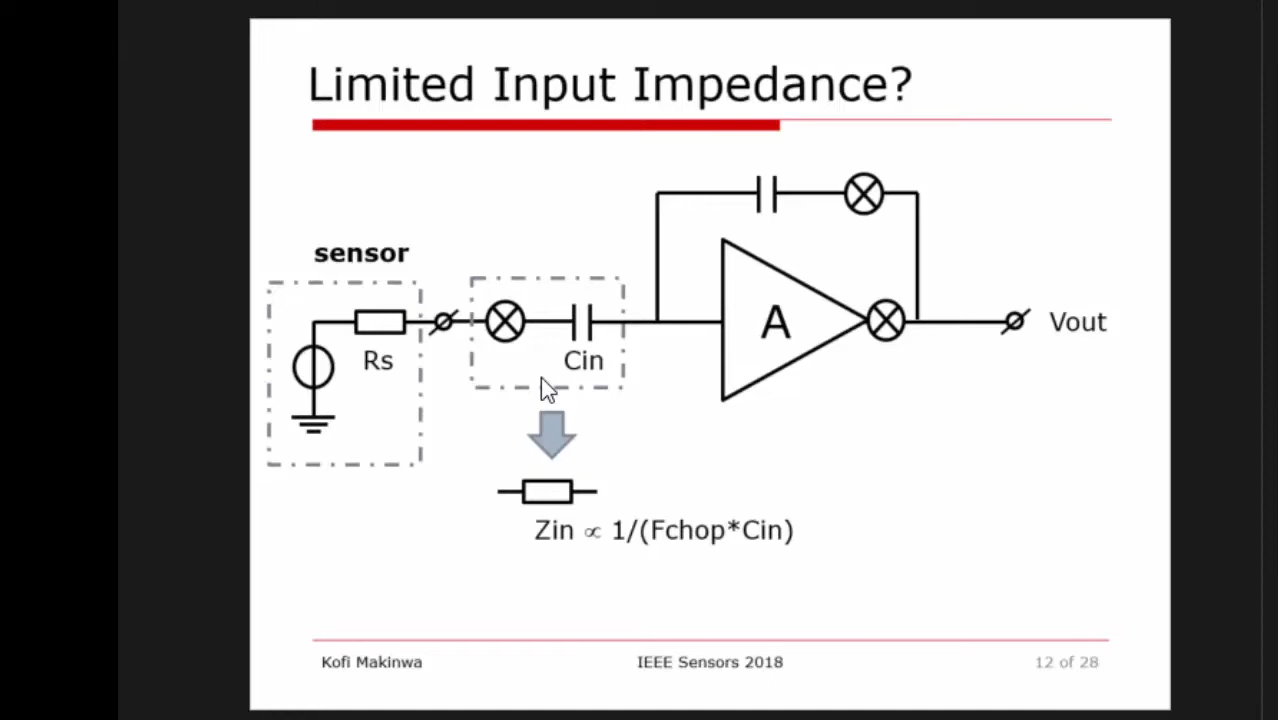 Limited Input Impedance?
sensor
Rs
Cin
A
Vout
Zin ∝ 1/(Fchop*Cin)
Kofi Makinwa
IEEE Sensors 2018
12 of 28